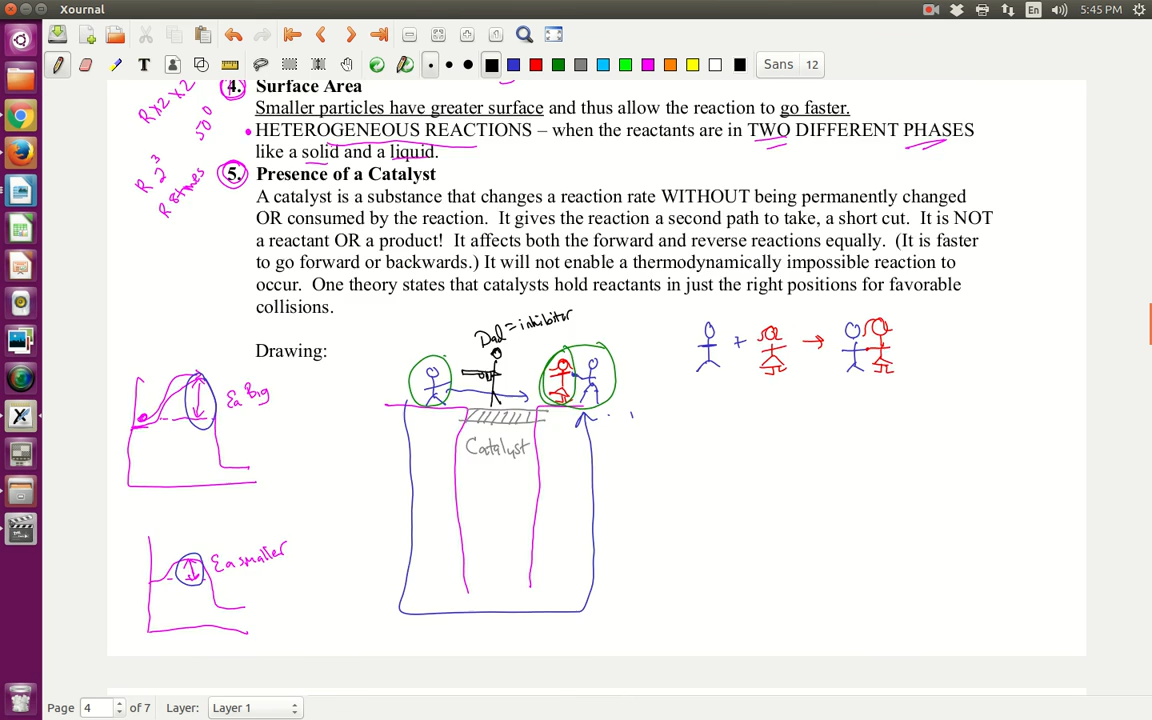 Xournal
En
5:45 PM
Sans 12
4. Surface Area
Smaller particles have greater surface and thus allow the reaction to go faster.
HETEROGENEOUS REACTIONS – when the reactants are in TWO DIFFERENT PHASES
like a solid and a liquid.
5. Presence of a Catalyst
A catalyst is a substance that changes a reaction rate WITHOUT being permanently changed
OR consumed by the reaction. It gives the reaction a second path to take, a short cut. It is NOT
a reactant OR a product! It affects both the forward and reverse reactions equally. (It is faster
to go forward or backwards.) It will not enable a thermodynamically impossible reaction to
occur. One theory states that catalysts hold reactants in just the right positions for favorable
collisions.
Drawing:
R×2×2
50°
R 2³
R 8times
Dad = inhibitor
+ →
Catalyst
Ea Big
Ea smaller
Page 4 of 7 Layer: Layer 1